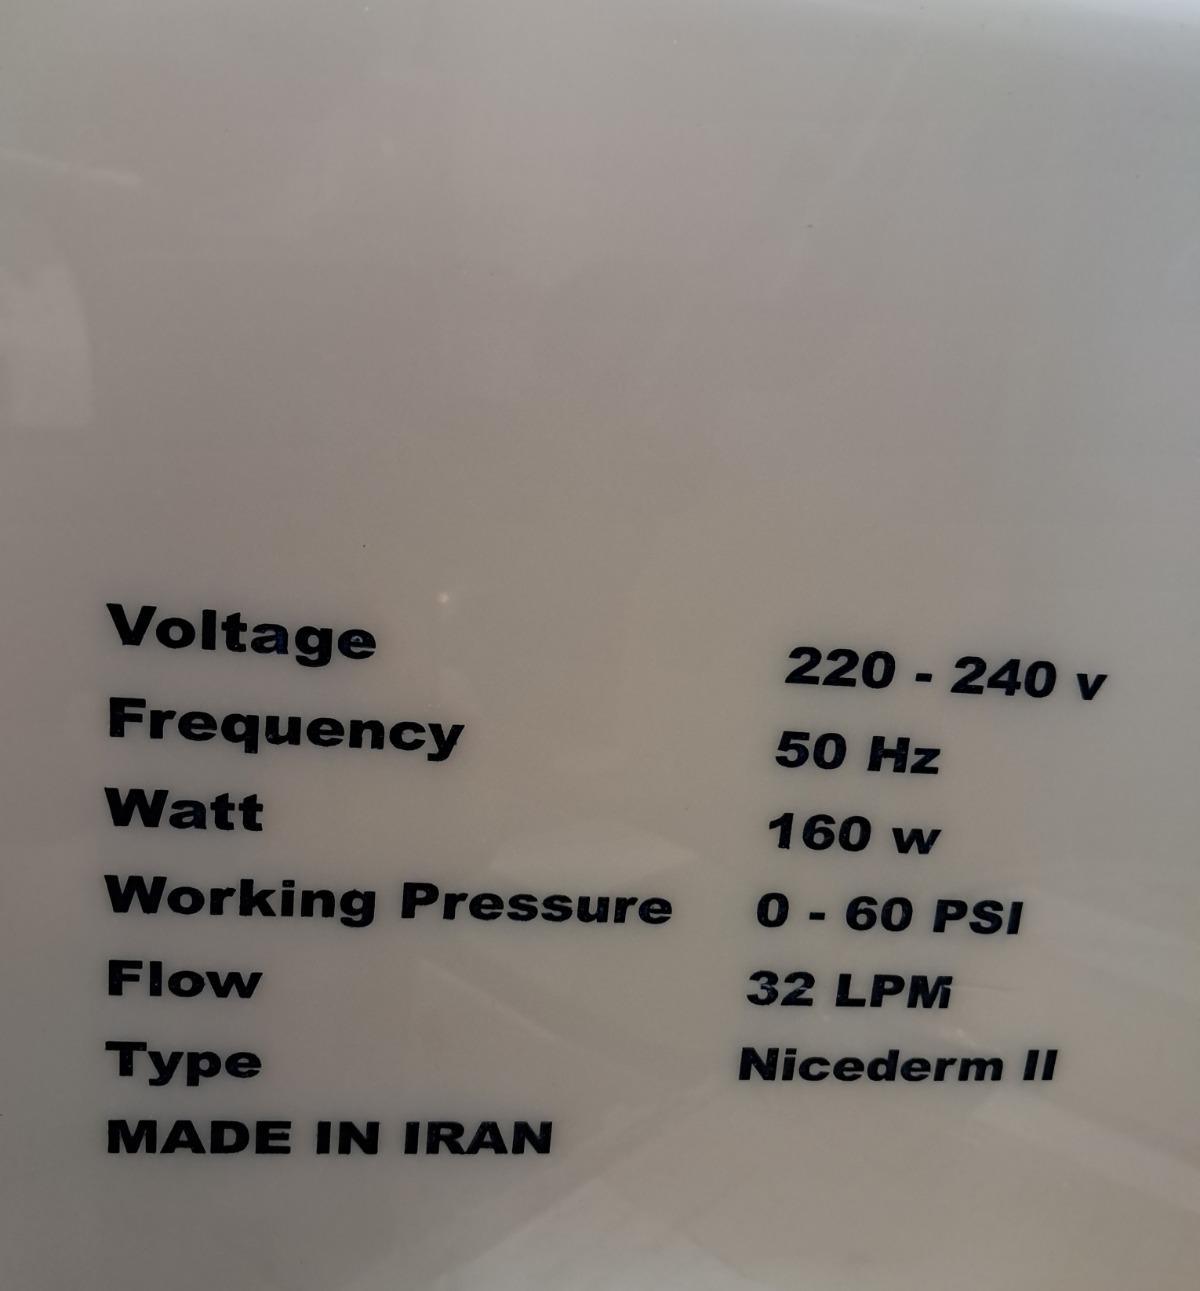 Voltage 220 - 240 v
Frequency 50 Hz
Watt 160 w
Working Pressure 0 - 60 PSI
Flow 32 LPM
Type Nicederm II
MADE IN IRAN